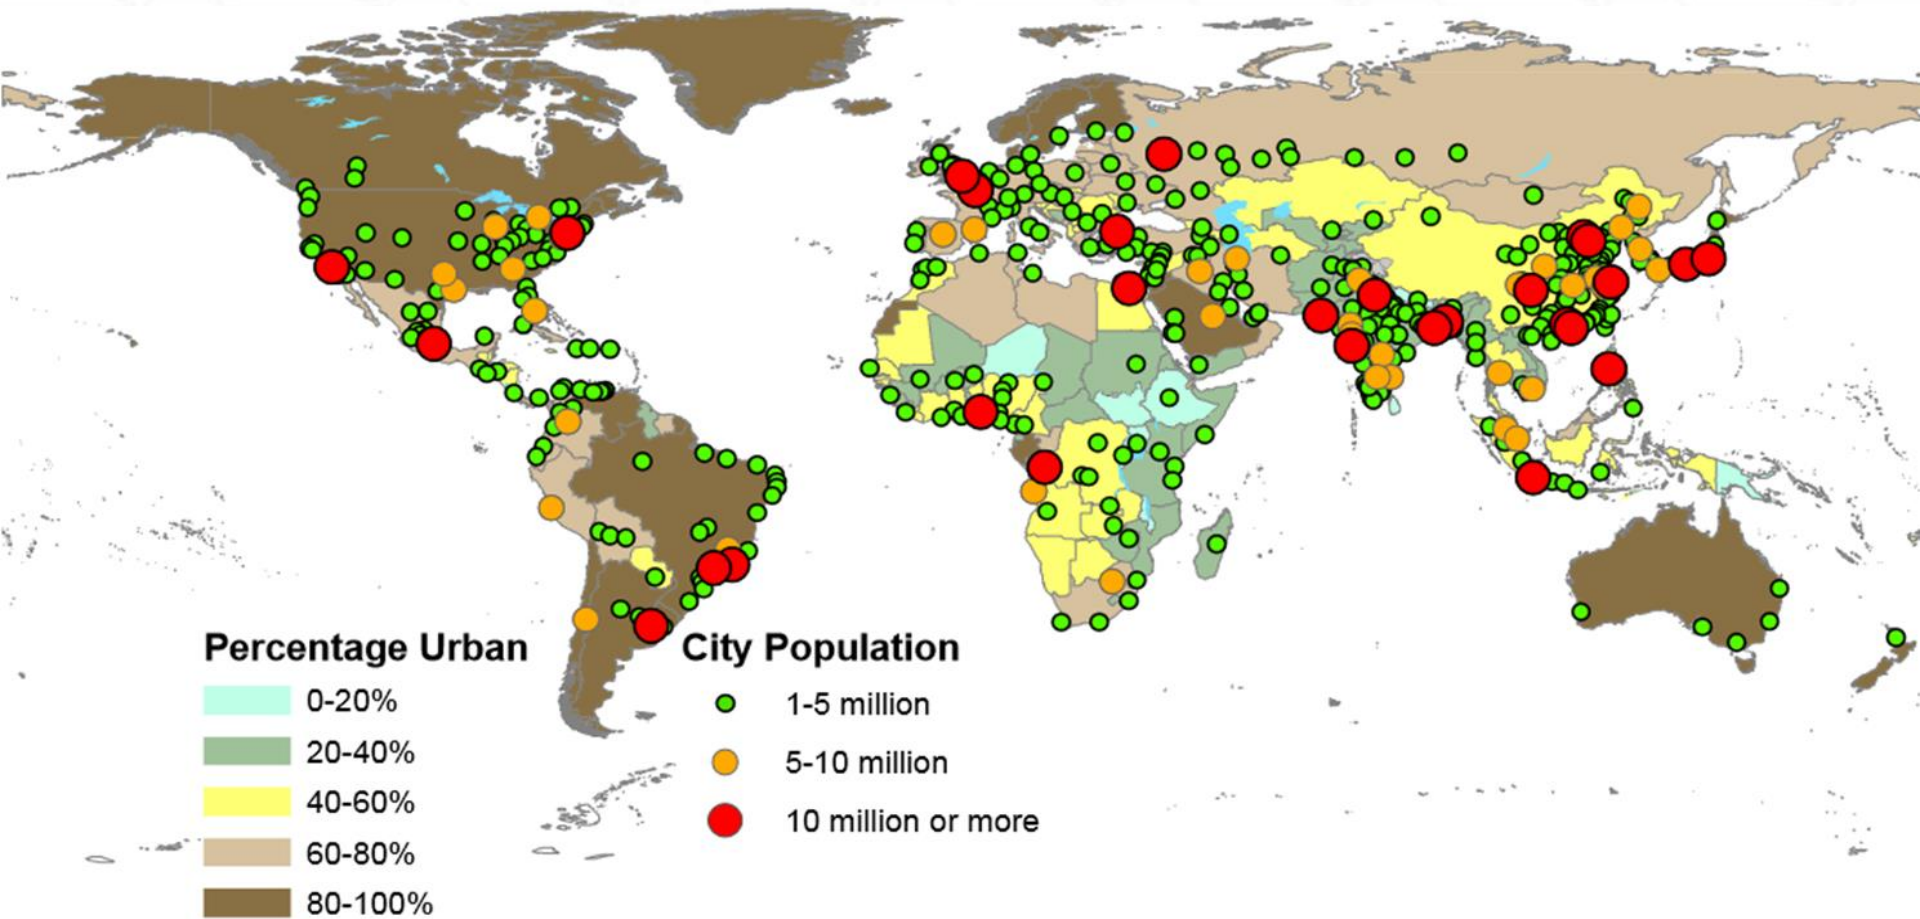 Percentage Urban
0-20%
20-40%
40-60%
60-80%
80-100%
City Population
1-5 million
5-10 million
10 million or more